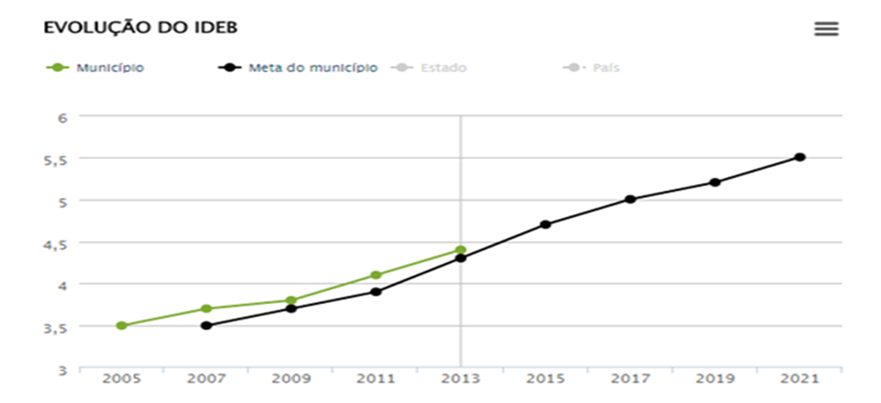 EVOLUÇÃO DO IDEB
Município Meta do município Estado País
6
5,5
5
4,5
4
3,5
3
2005 2007 2009 2011 2013 2015 2017 2019 2021